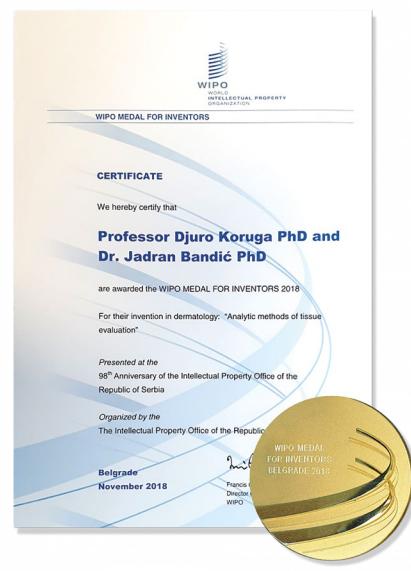 WIPO
WORLD
INTELLECTUAL PROPERTY
ORGANIZATION
WIPO MEDAL FOR INVENTORS
CERTIFICATE
We hereby certify that
Professor Djuro Koruga PhD and
Dr. Jadran Bandić PhD
are awarded the WIPO MEDAL FOR INVENTORS 2018
For their invention in dermatology: "Analytic methods of tissue
evaluation"
Presented at the
98th Anniversary of the Intellectual Property Office of the
Republic of Serbia
Organized by the
The Intellectual Property Office of the Republic
Belgrade
November 2018
Francis
Director
WIPO
WIPO MEDAL
FOR INVENTORS
BELGRADE 2018